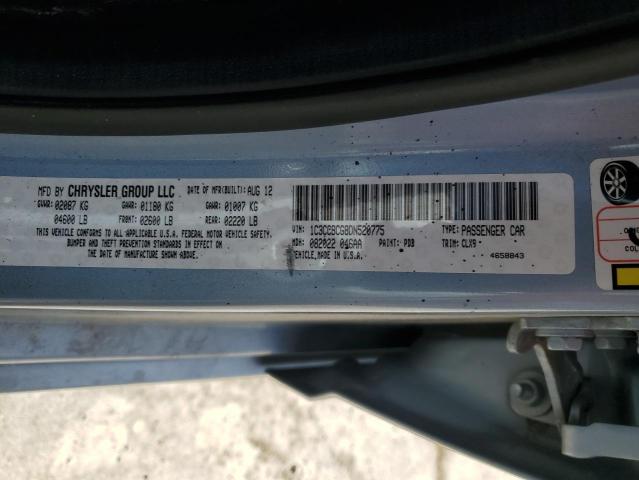 MFD BY CHRYSLER GROUP LLC DATE OF MFR(BUILT): AUG 12
GVWR: 02087 KG GAWR: 01180 KG GAWR: 01007 KG
04600 LB FRONT: 02600 LB REAR: 02220 LB
THIS VEHICLE CONFORMS TO ALL APPLICABLE U.S.A. FEDERAL MOTOR VEHICLE SAFETY,
BUMPER AND THEFT PREVENTION STANDARDS IN EFFECT ON
THE DATE OF MANUFACTURE SHOWN ABOVE.
VIN: 1C3CCBCG8DN520775 TYPE: PASSENGER CAR
MDH: 082022 046AA PAINT: PDB TRIM: CLX9
VEHICLE MADE IN U.S.A. 4658843